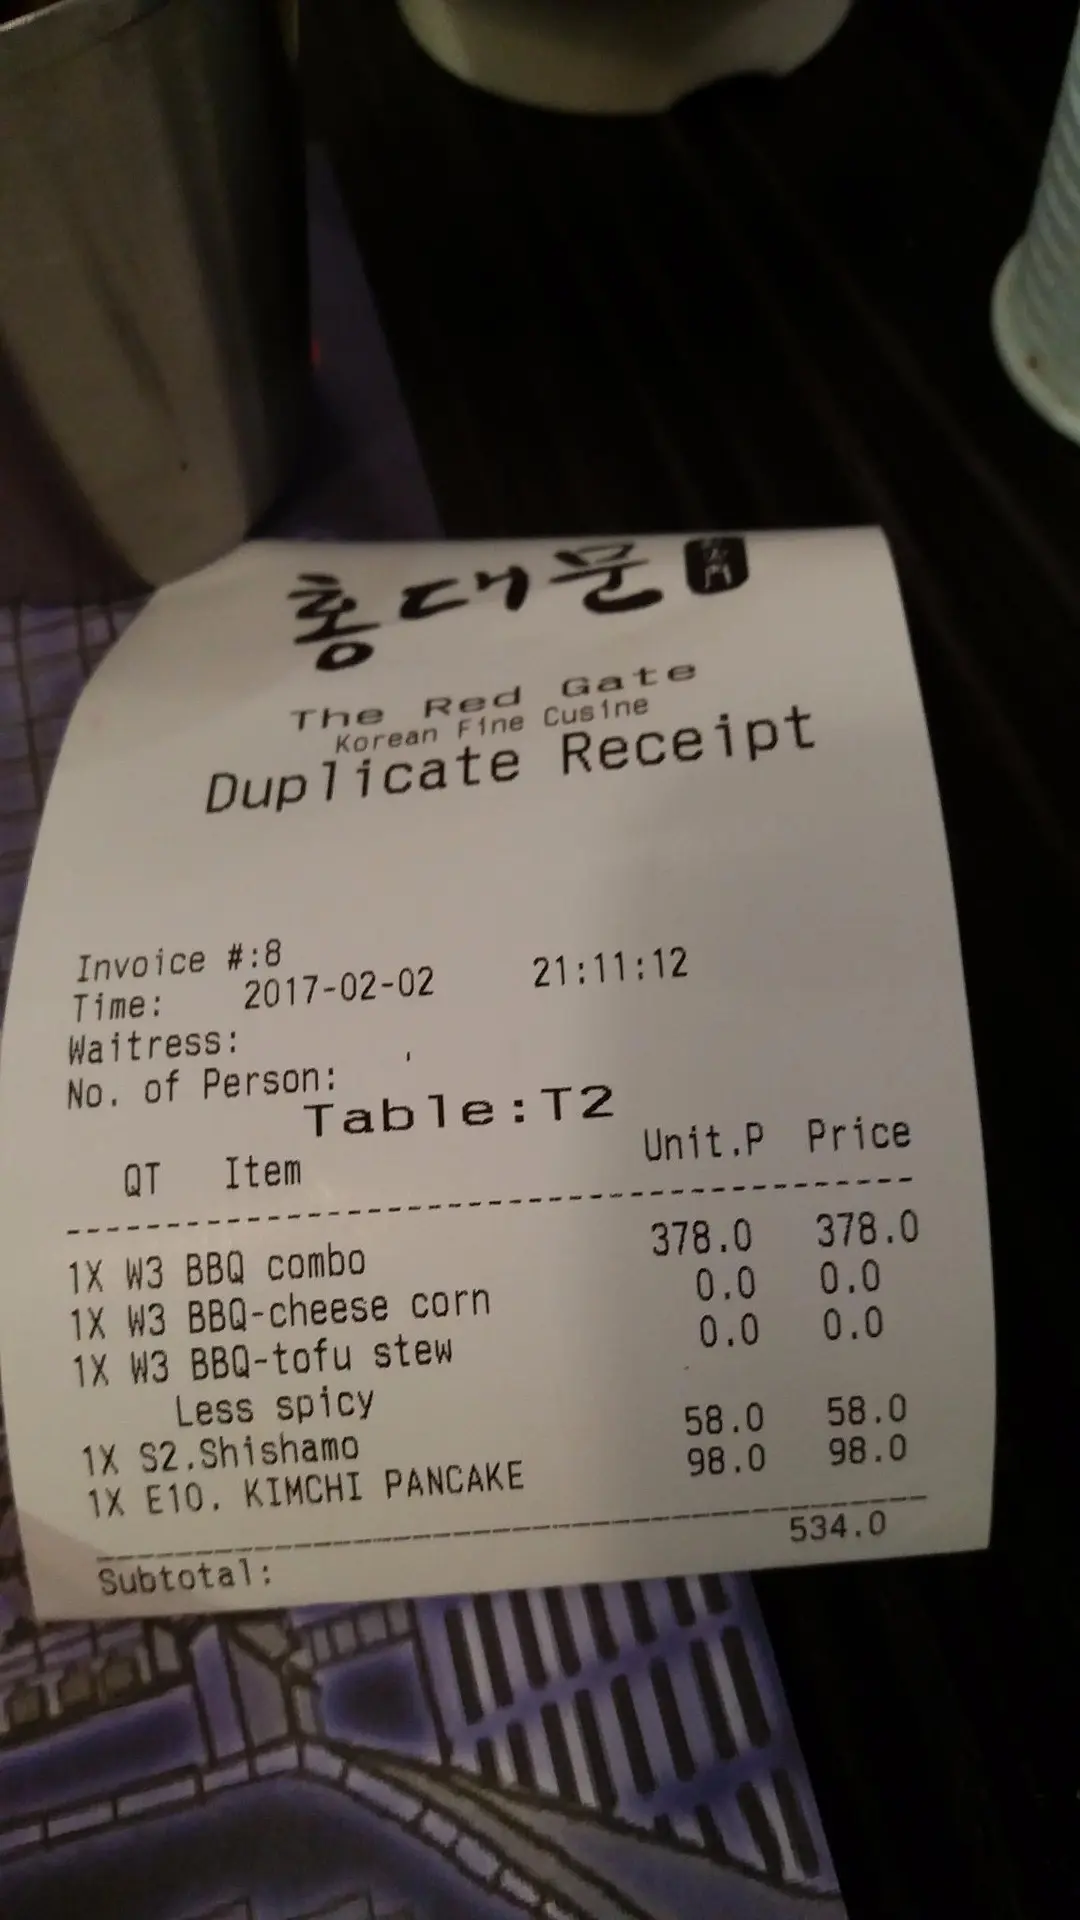 홍대문
The Red Gate
Korean Fine Cusine
Duplicate Receipt
Invoice #:8
Time: 2017-02-02 21:11:12
Waitress:
No. of Person:
Table:T2
QT Item Unit.P Price
1X W3 BBQ combo 378.0 378.0
1X W3 BBQ-cheese corn 0.0 0.0
1X W3 BBQ-tofu stew 0.0 0.0
Less spicy
1X S2.Shishamo 58.0 58.0
1X E10. KIMCHI PANCAKE 98.0 98.0
Subtotal: 534.0